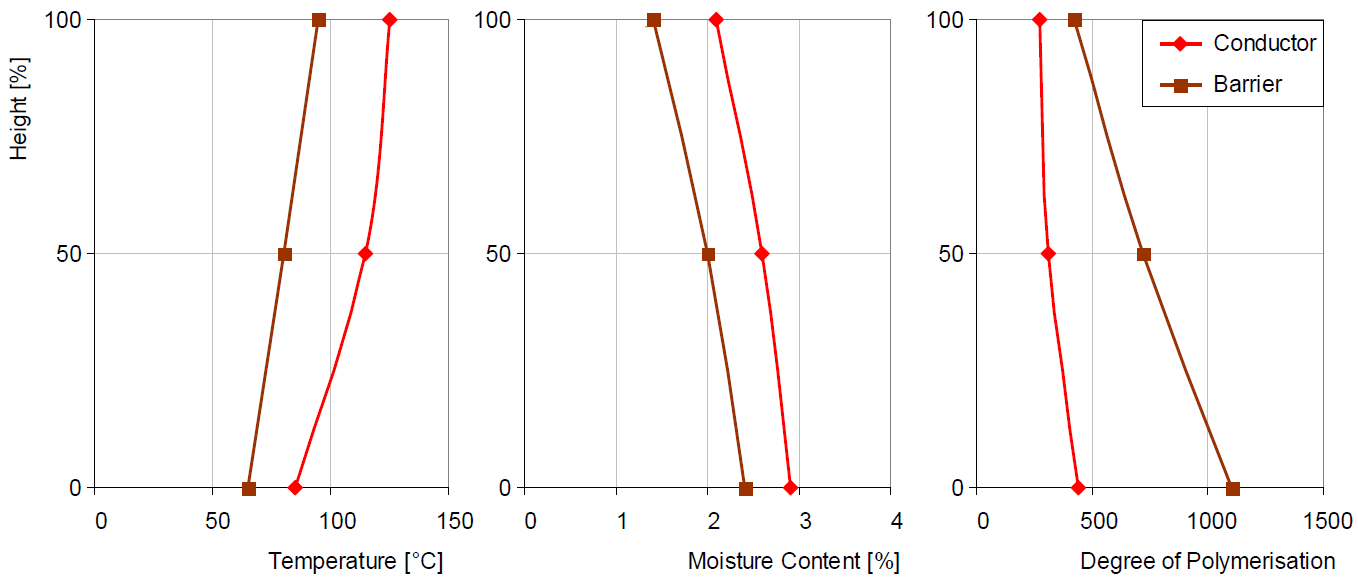 Height [%]
100
50
0
0 50 100 150
Temperature [°C]
100
50
0
0 1 2 3 4
Moisture Content [%]
100
50
0
0 500 1000 1500
Degree of Polymerisation
Conductor
Barrier